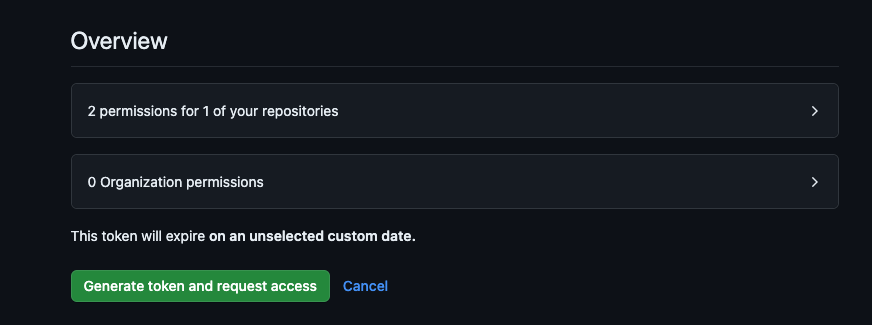 Overview
2 permissions for 1 of your repositories
0 Organization permissions
This token will expire on an unselected custom date.
Generate token and request access Cancel